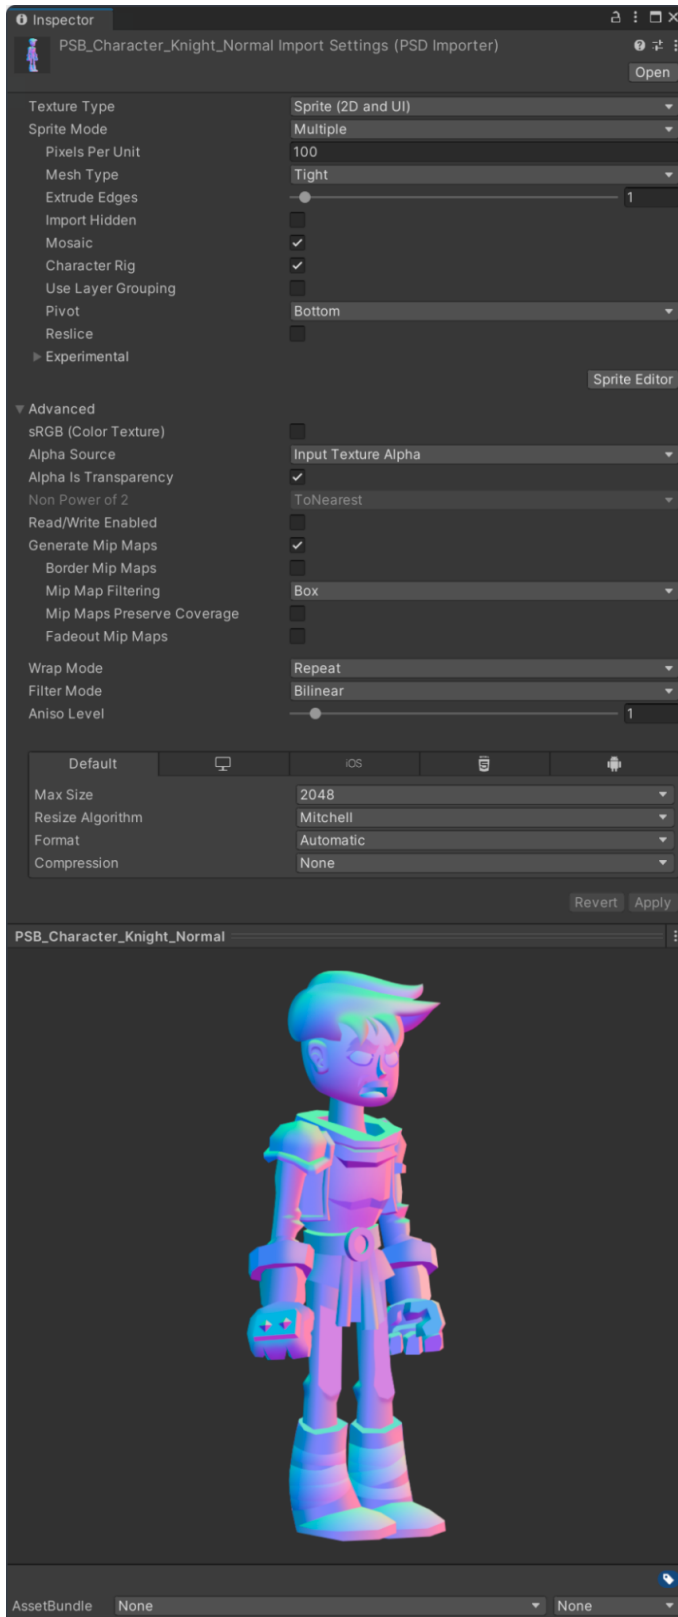 Inspector
PSB_Character_Knight_Normal Import Settings (PSD Importer)
Open
Texture Type Sprite (2D and UI)
Sprite Mode Multiple
Pixels Per Unit 100
Mesh Type Tight
Extrude Edges 1
Import Hidden
Mosaic
Character Rig
Use Layer Grouping
Pivot Bottom
Reslice
Experimental
Sprite Editor
Advanced
sRGB (Color Texture)
Alpha Source Input Texture Alpha
Alpha Is Transparency
Non Power of 2 ToNearest
Read/Write Enabled
Generate Mip Maps
Border Mip Maps
Mip Map Filtering Box
Mip Maps Preserve Coverage
Fadeout Mip Maps
Wrap Mode Repeat
Filter Mode Bilinear
Aniso Level 1
Default iOS
Max Size 2048
Resize Algorithm Mitchell
Format Automatic
Compression None
Revert Apply
PSB_Character_Knight_Normal
AssetBundle None None